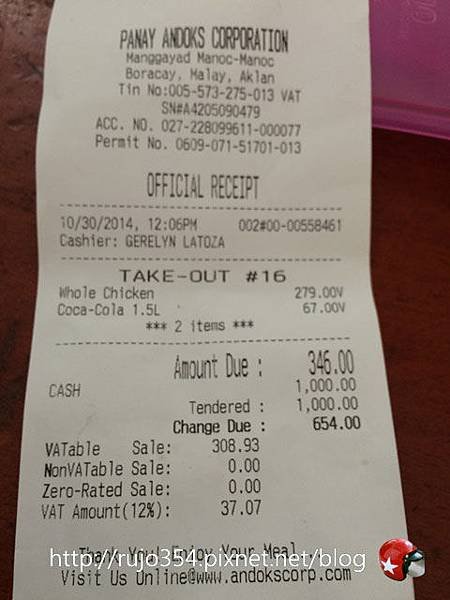 PANAY ANDOKS CORPORATION
Manggayad Manoc-Manoc
Boracay, Malay, Aklan
Tin No:005-573-275-013 VAT
SN#A4205090479
ACC. NO. 027-228099611-000077
Permit No. 0609-071-51701-013
OFFICIAL RECEIPT
10/30/2014, 12:06PM 002#00-00558461
Cashier: GERELYN LATOZA
TAKE-OUT #16
Whole Chicken 279.00V
Coca-Cola 1.5L 67.00V
*** 2 items ***
Amount Due : 346.00
CASH 1,000.00
Tendered : 1,000.00
Change Due : 654.00
VATable Sale: 308.93
NonVATable Sale: 0.00
Zero-Rated Sale: 0.00
VAT Amount(12%): 37.07
Thank You! Enjoy Your Meal..
http://rujo354.pixnet.net/blog
Visit Us Online@www.andokscorp.com